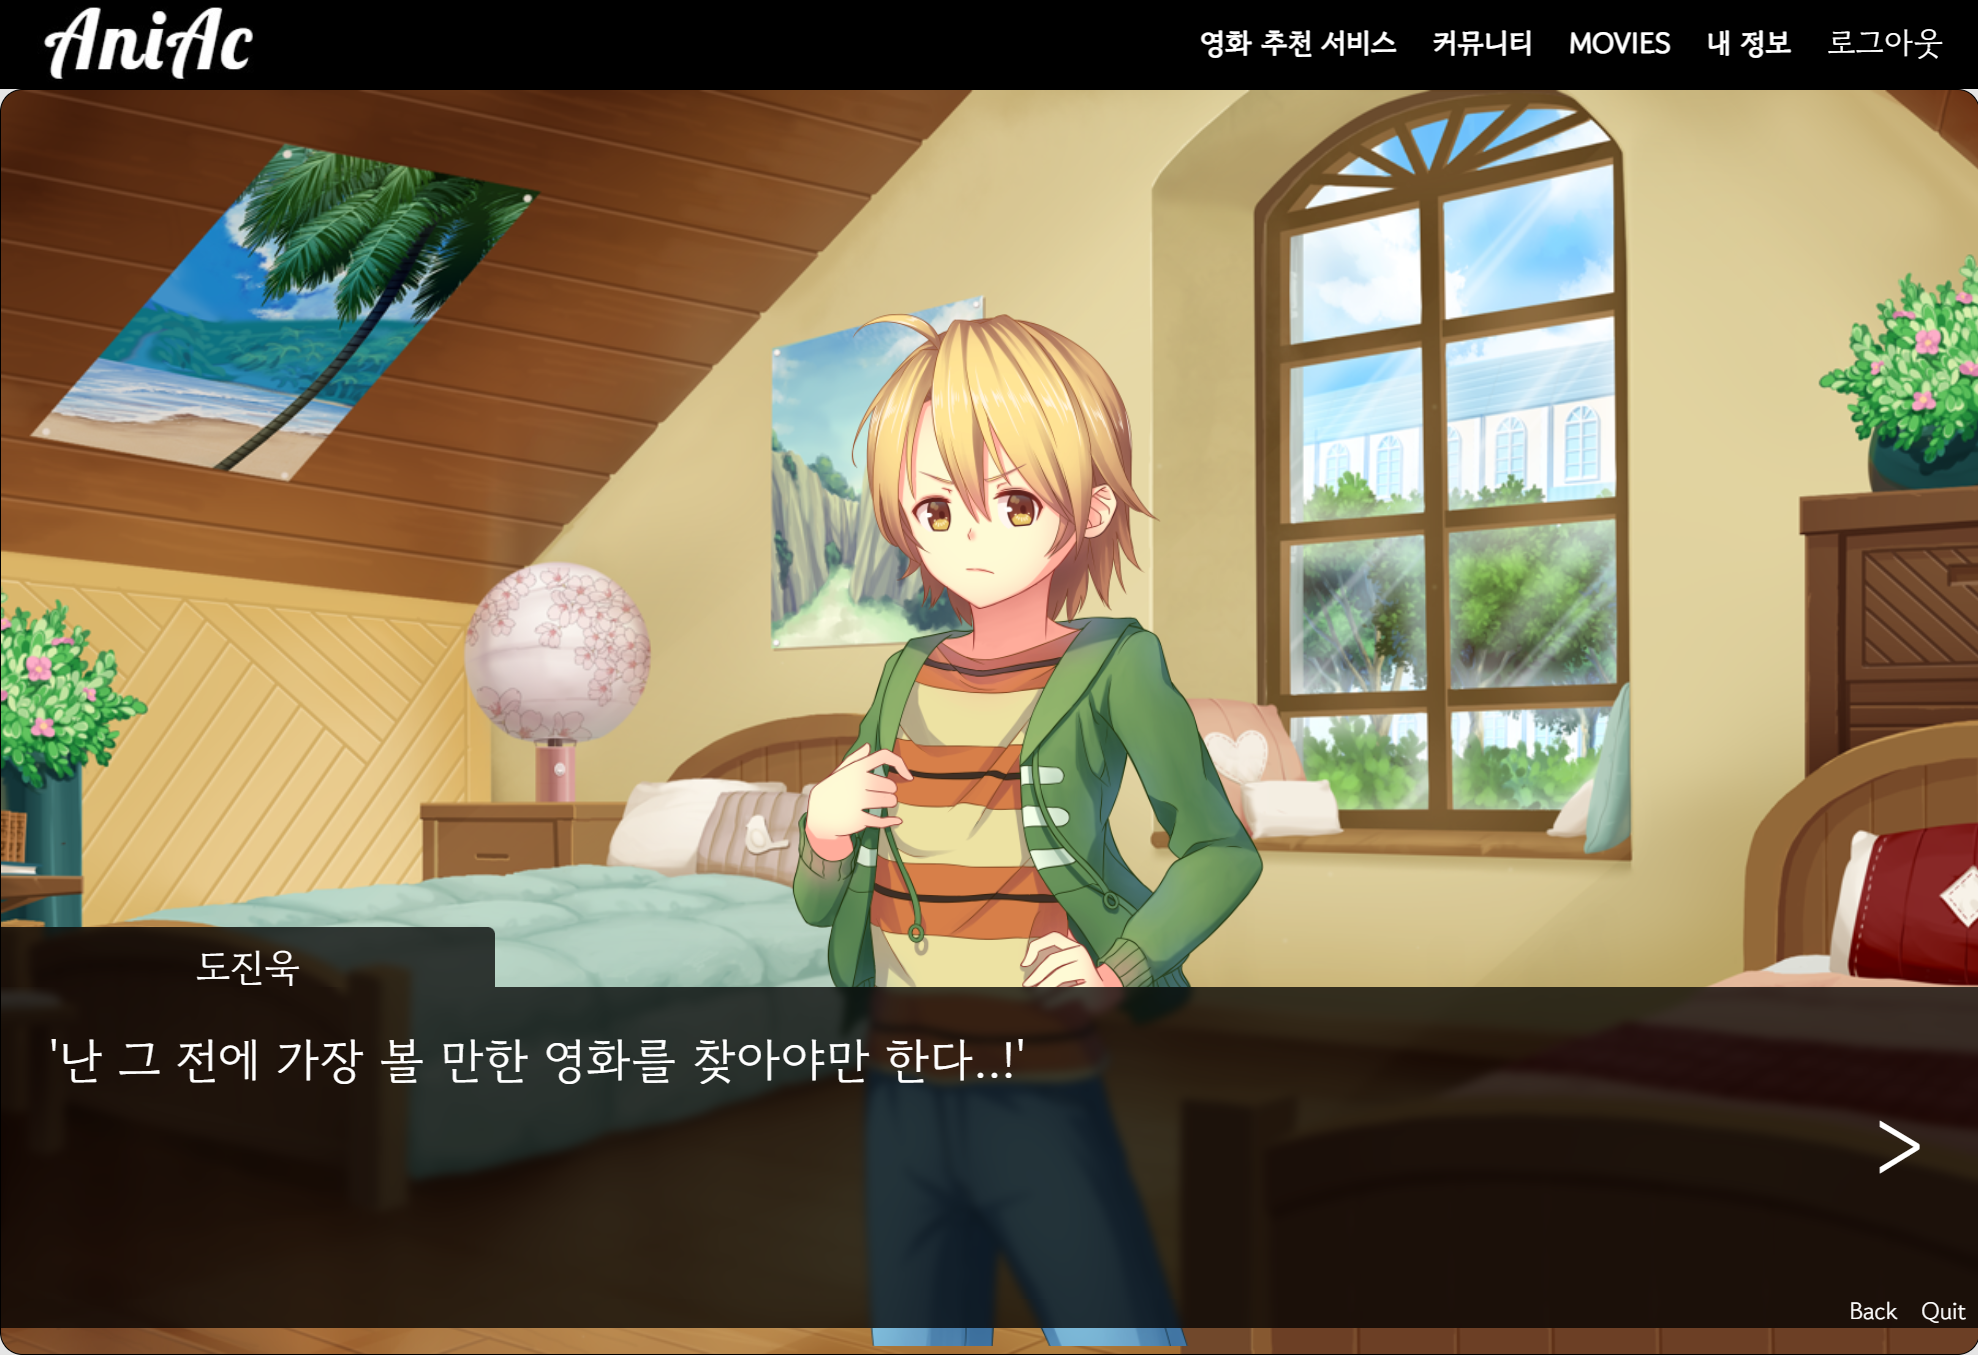 AniAc
영화 추천 서비스 커뮤니티 MOVIES 내 정보 로그아웃
도진욱
'난 그 전에 가장 볼 만한 영화를 찾아야만 한다..!'
>
Back Quit